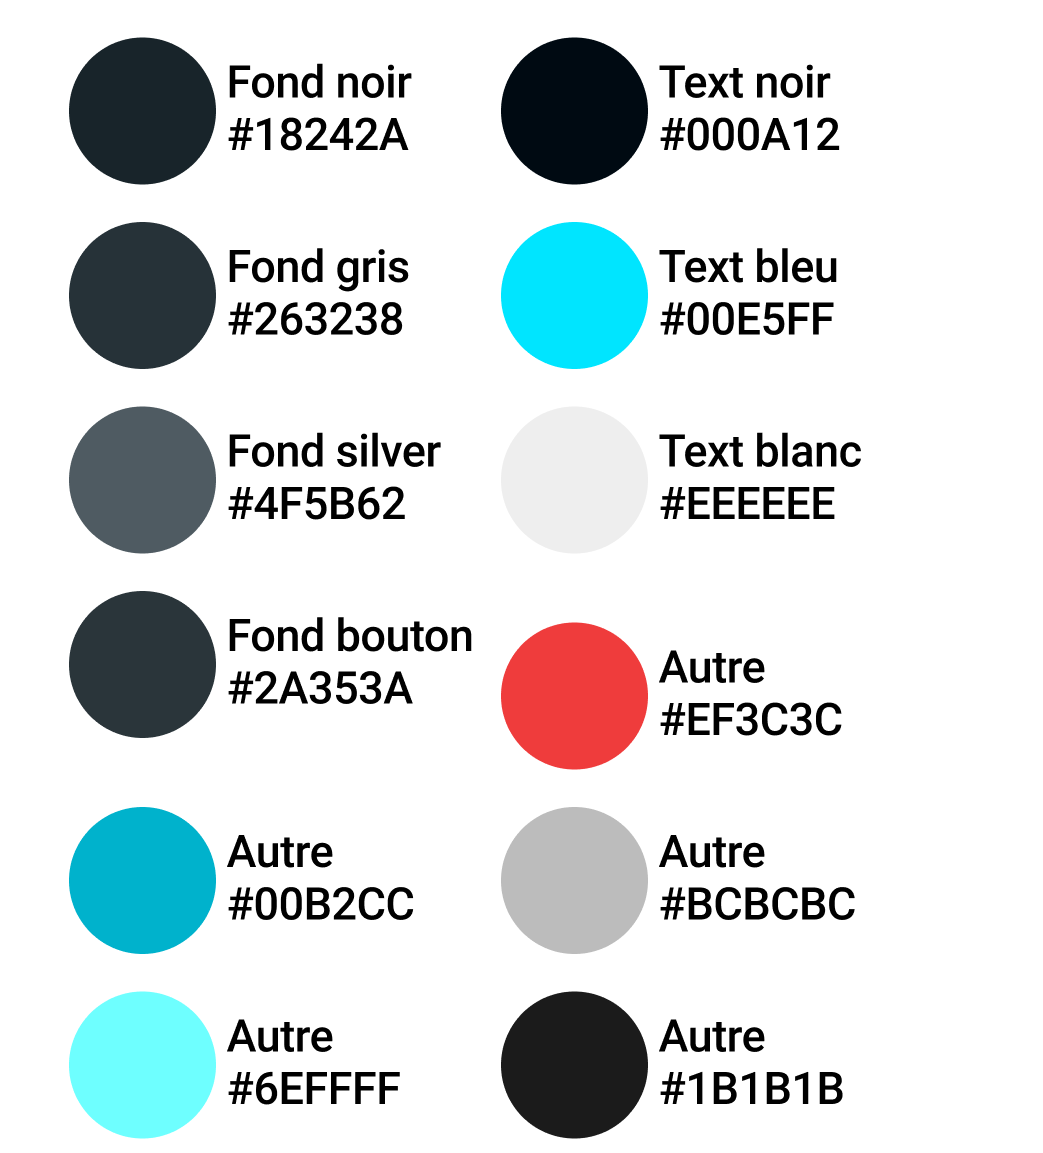 Fond noir
#18242A
Text noir
#000A12
Fond gris
#263238
Text bleu
#00E5FF
Fond silver
#4F5B62
Text blanc
#EEEEEE
Fond bouton
#2A353A
Autre
#EF3C3C
Autre
#00B2CC
Autre
#BCBCBC
Autre
#6EFFFF
Autre
#1B1B1B